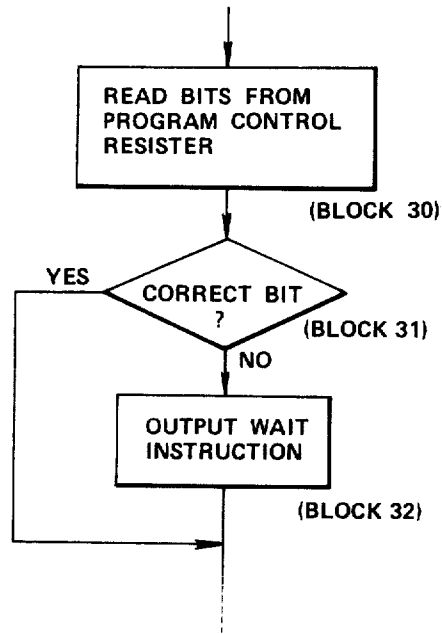 READ BITS FROM
PROGRAM CONTROL
RESISTER
(BLOCK 30)
YES
CORRECT BIT
?
(BLOCK 31)
NO
OUTPUT WAIT
INSTRUCTION
(BLOCK 32)